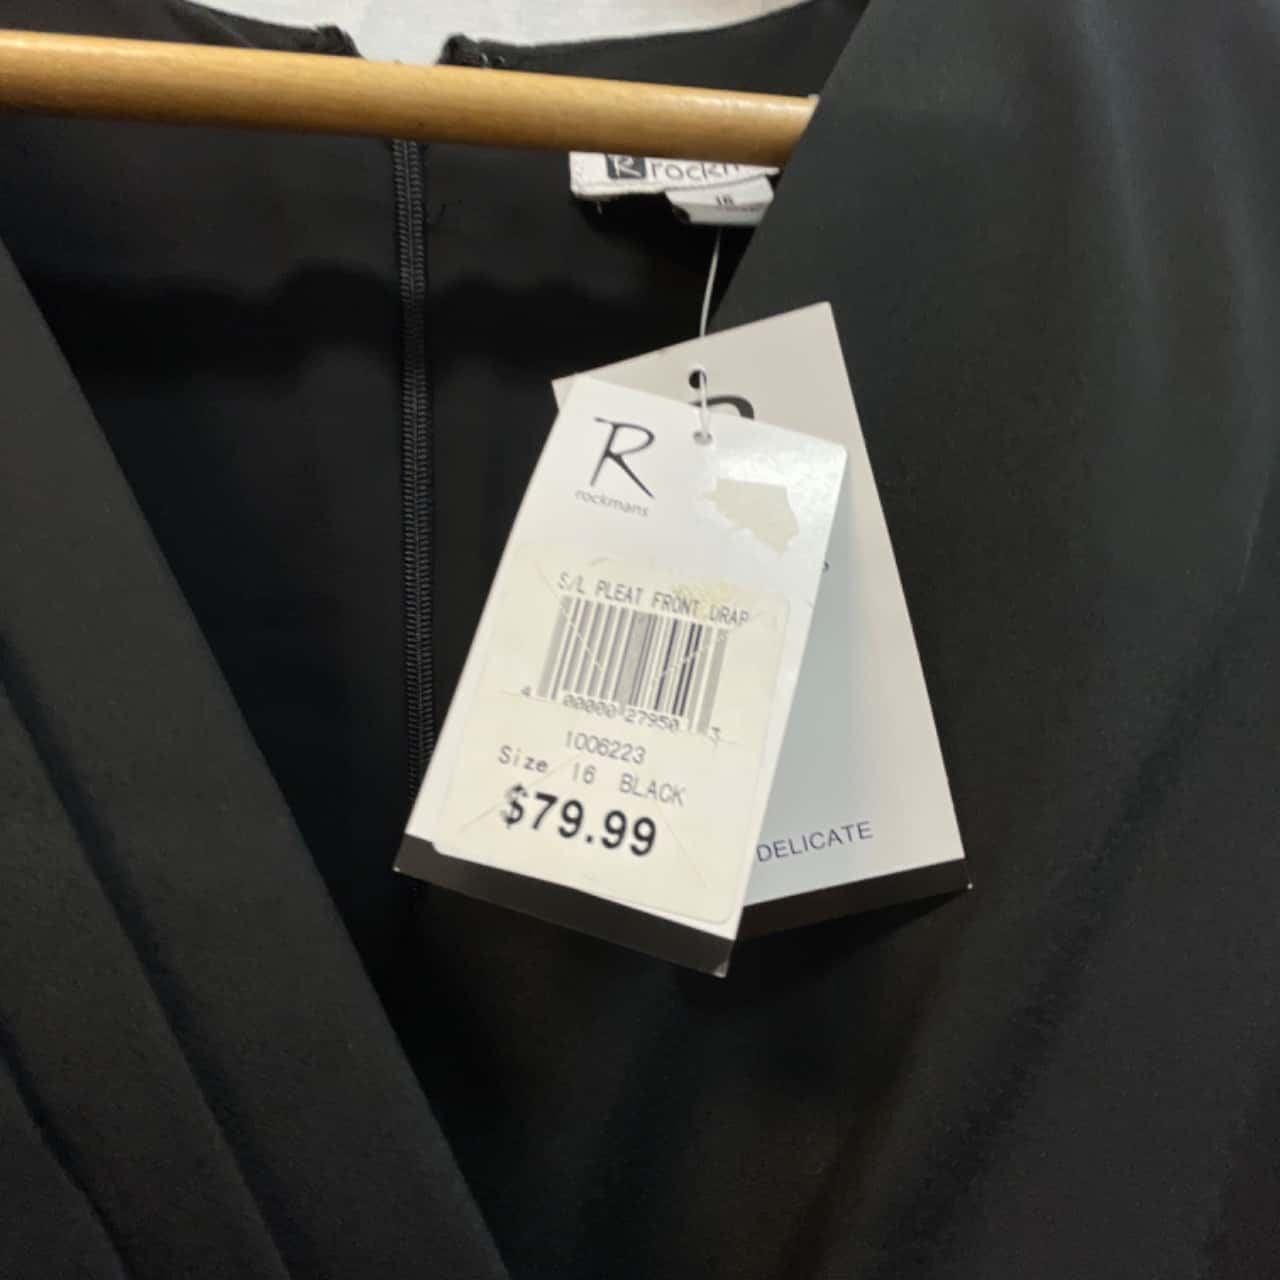 R rock
16
R
rockmans
S/L PLEAT FRONT DRAP
4 00000 27950 3
1006223
Size 16 BLACK
$79.99
DELICATE